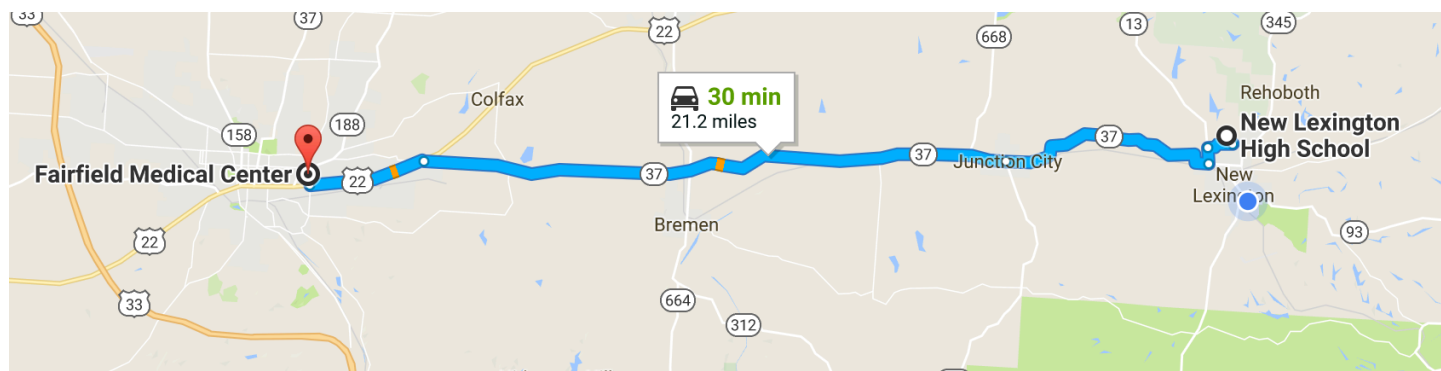 33
37
22
668
13
345
Colfax
30 min
21.2 miles
Rehoboth
158
188
37
New Lexington
High School
Fairfield Medical Center
22
37
37
Junction City
New
Lexington
Bremen
22
93
33
664
312